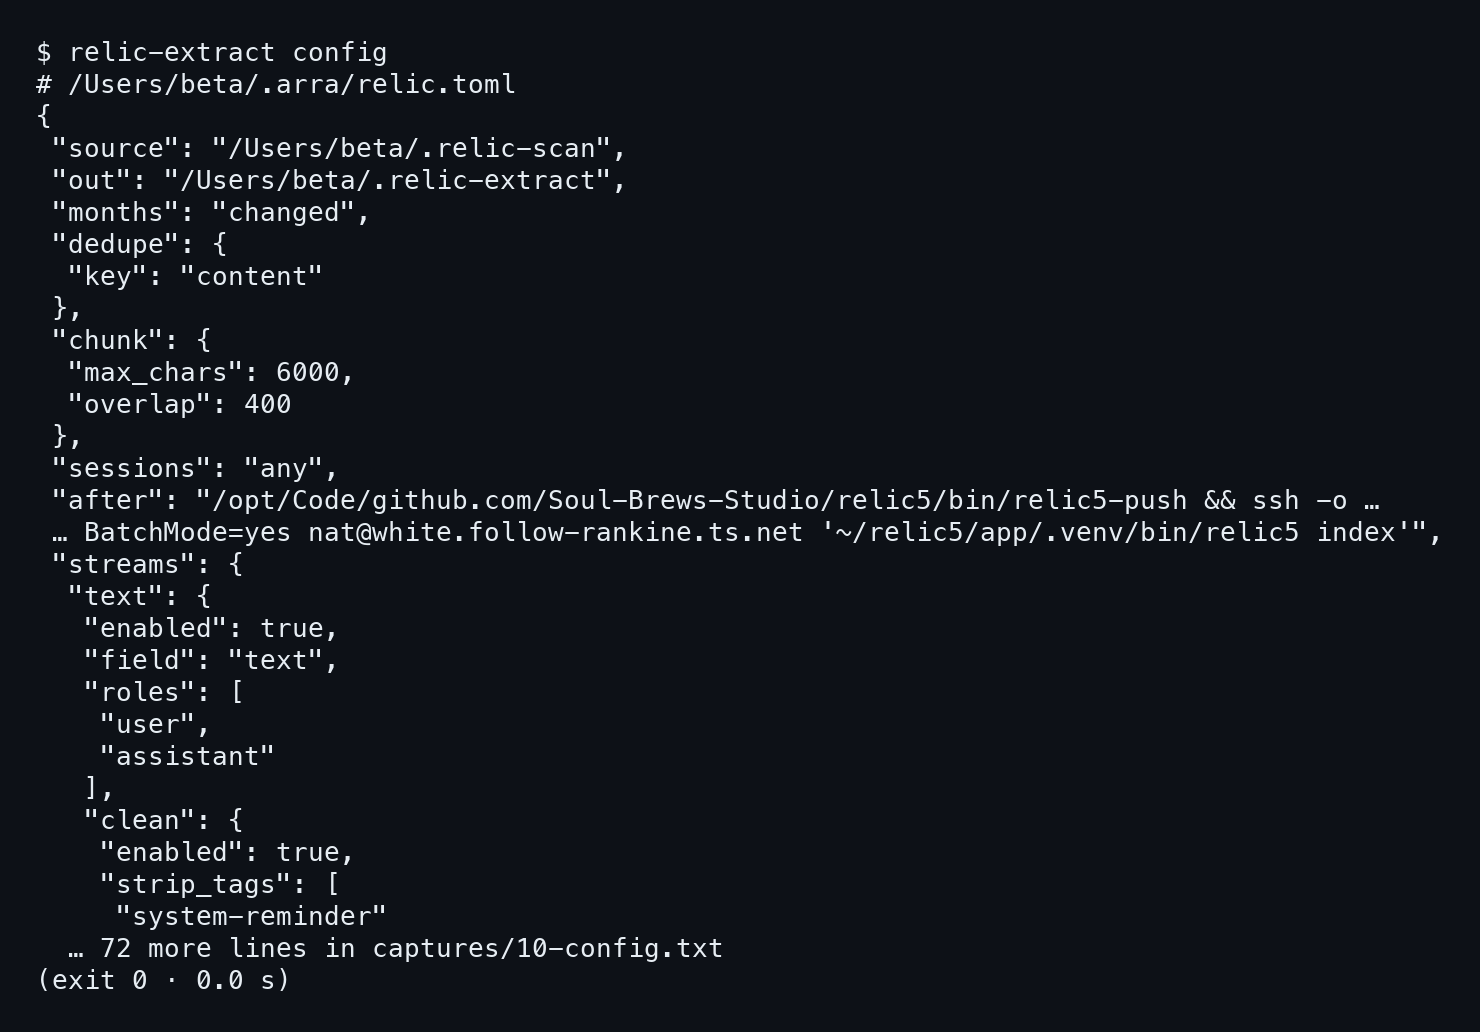 $ relic-extract config
# /Users/beta/.arra/relic.toml
{
 "source": "/Users/beta/.relic-scan",
 "out": "/Users/beta/.relic-extract",
 "months": "changed",
 "dedupe": {
  "key": "content"
 },
 "chunk": {
  "max_chars": 6000,
  "overlap": 400
 },
 "sessions": "any",
 "after": "/opt/Code/github.com/Soul-Brews-Studio/relic5/bin/relic5-push && ssh -o …
 … BatchMode=yes nat@white.follow-rankine.ts.net '~/relic5/app/.venv/bin/relic5 index'",
 "streams": {
  "text": {
   "enabled": true,
   "field": "text",
   "roles": [
    "user",
    "assistant"
   ],
   "clean": {
    "enabled": true,
    "strip_tags": [
     "system-reminder"
  … 72 more lines in captures/10-config.txt
(exit 0 · 0.0 s)